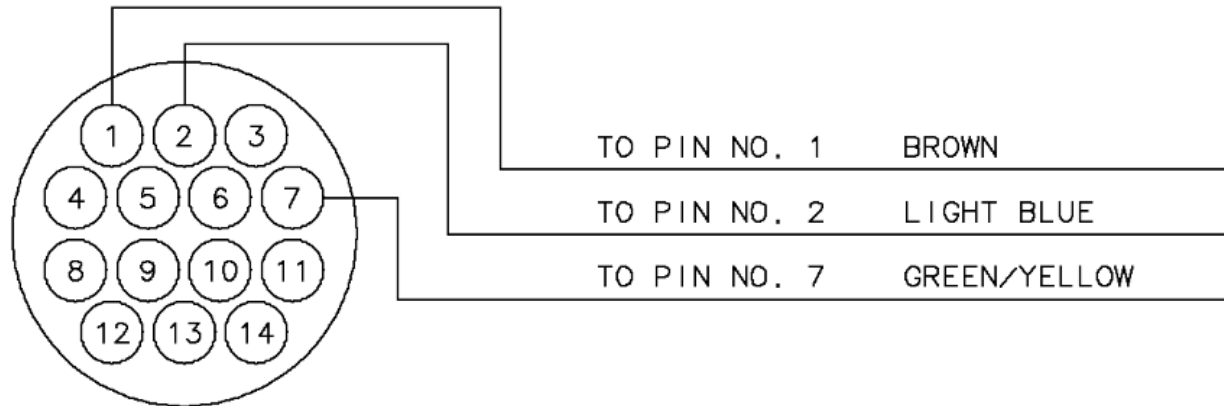 1 2 3
TO PIN NO. 1 BROWN
4 5 6 7
TO PIN NO. 2 LIGHT BLUE
8 9 10 11
TO PIN NO. 7 GREEN/YELLOW
12 13 14